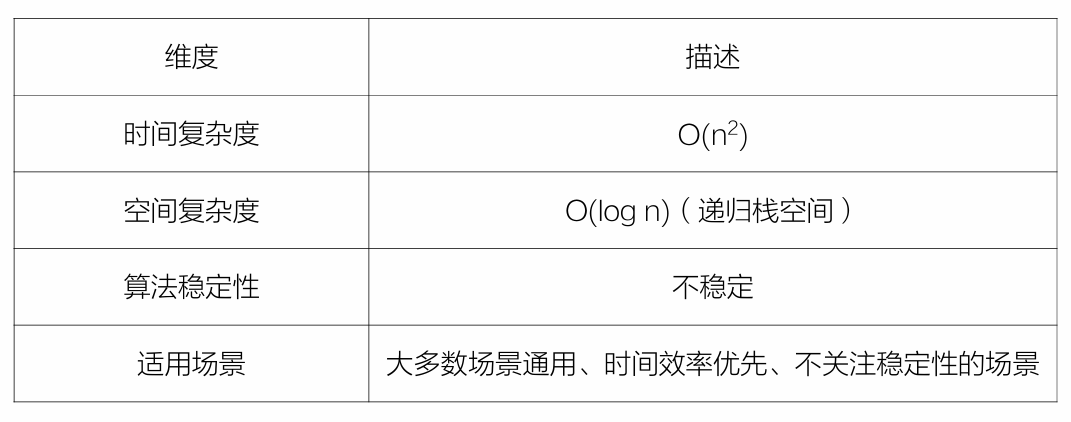 维度 描述
时间复杂度 O(n²)
空间复杂度 O(log n)（递归栈空间）
算法稳定性 不稳定
适用场景 大多数场景通用、时间效率优先、不关注稳定性的场景